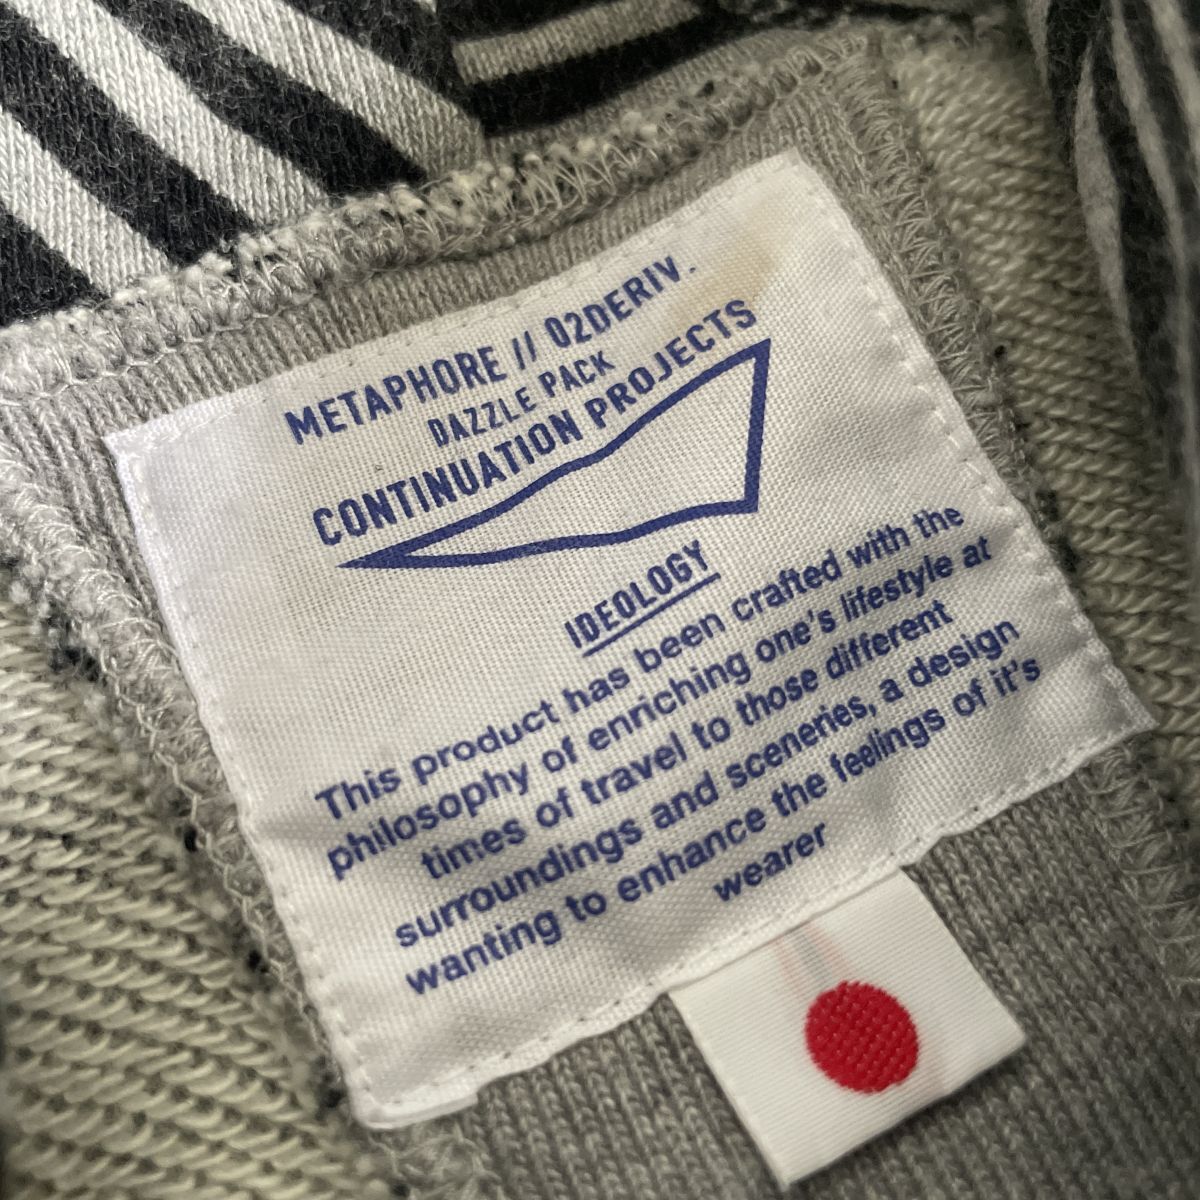 METAPHORE // 02DERIV.
DAZZLE PACK
CONTINUATION PROJECTS
IDEOLOGY
This product has been crafted with the
philosophy of enriching one's lifestyle at
times of travel to those different
surroundings and sceneries, a design
wanting to enhance the feelings of it's
wearer